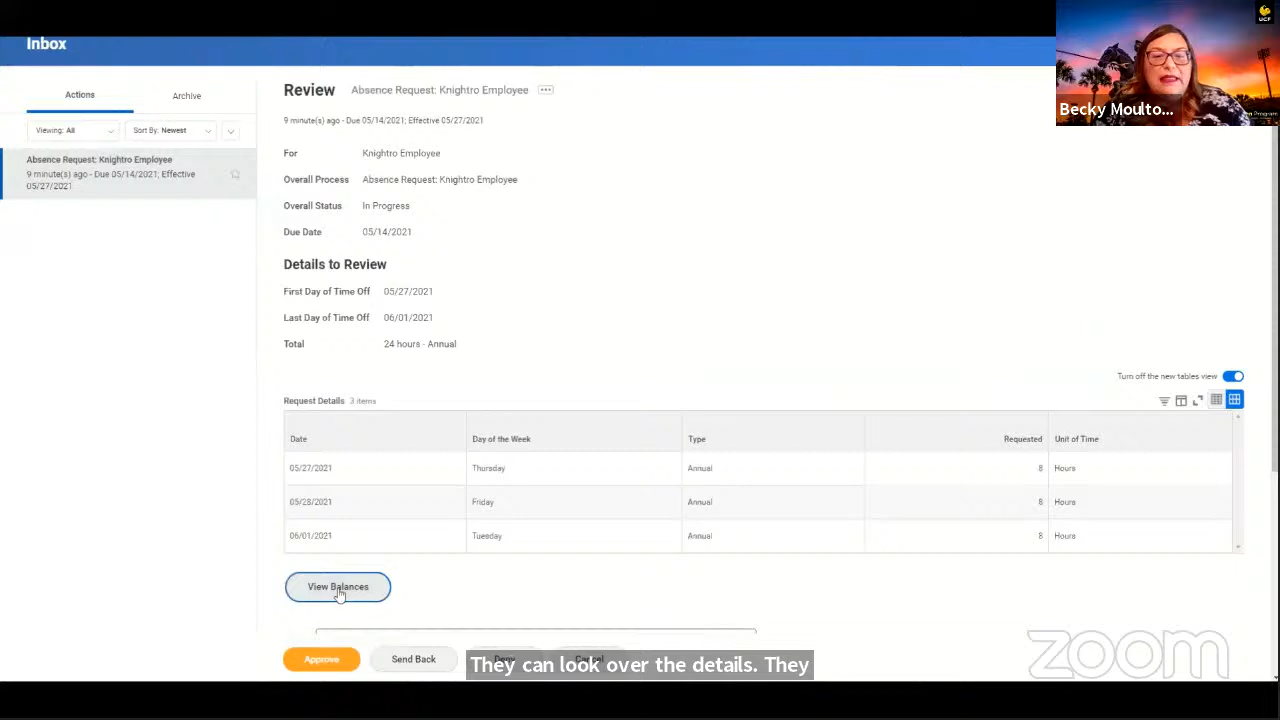 Inbox
Actions
Archive
Viewing: All
Sort By: Newest
Absence Request: Knightro Employee
9 minute(s) ago - Due 05/14/2021; Effective
05/27/2021
Review Absence Request: Knightro Employee
9 minute(s) ago - Due 05/14/2021; Effective 05/27/2021
For Knightro Employee
Overall Process Absence Request: Knightro Employee
Overall Status In Progress
Due Date 05/14/2021
Details to Review
First Day of Time Off 05/27/2021
Last Day of Time Off 06/01/2021
Total 24 hours - Annual
Turn off the new tables view
Request Details 3 items
Date Day of the Week Type Requested Unit of Time
05/27/2021 Thursday Annual 8 Hours
05/28/2021 Friday Annual 8 Hours
06/01/2021 Tuesday Annual 8 Hours
View Balances
Approve Send Back
They can look over the details. They
zoom
UCF
Becky Moulto...
Program